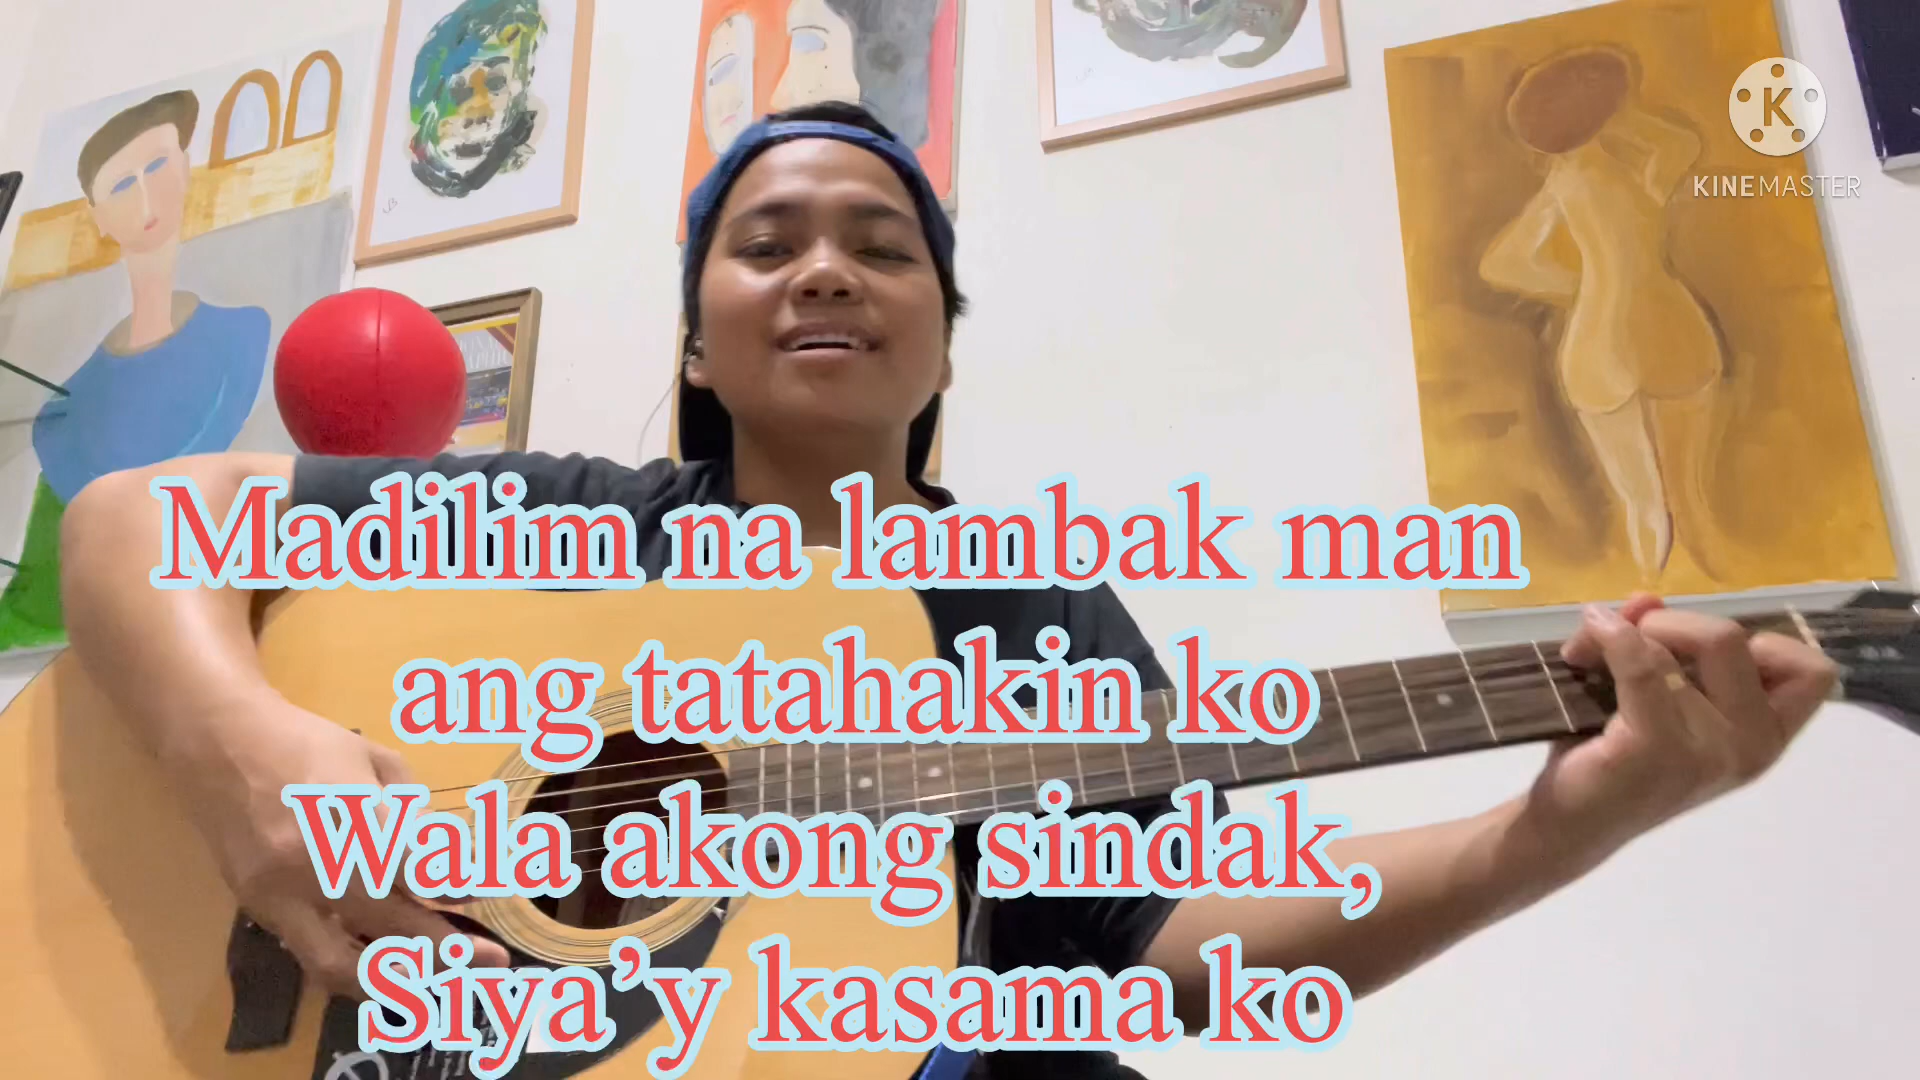 K
KINEMASTER
Madilim na lambak man
ang tatahakin ko
Wala akong sindak,
Siya’y kasama ko